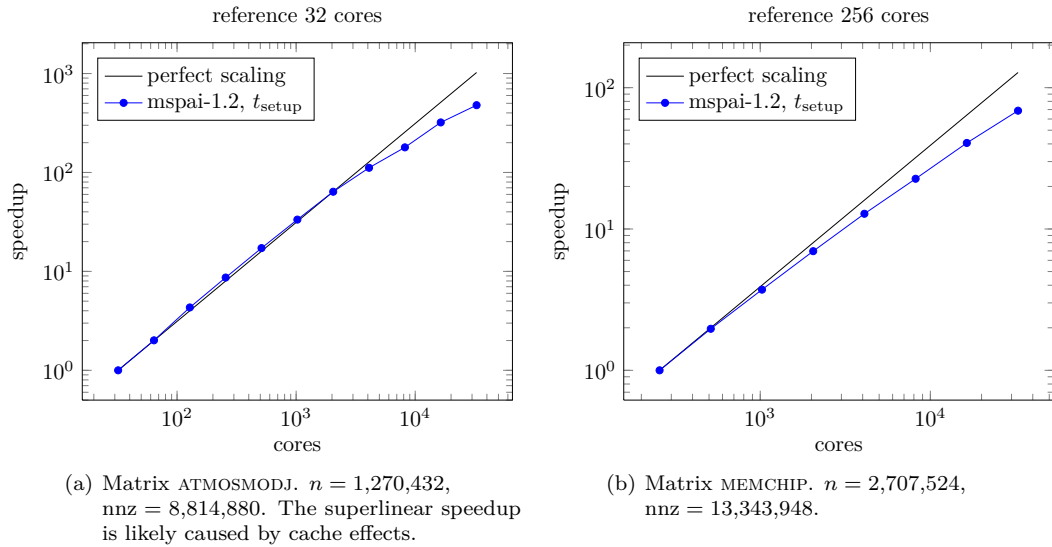 reference 32 cores
10^3
10^2
10^1
10^0
speedup
perfect scaling
mspai-1.2, t_setup
10^2
10^3
10^4
cores
(a) Matrix ATMOSMODJ. n = 1,270,432,
nnz = 8,814,880. The superlinear speedup
is likely caused by cache effects.
reference 256 cores
10^2
10^1
10^0
speedup
perfect scaling
mspai-1.2, t_setup
10^3
10^4
cores
(b) Matrix MEMCHIP. n = 2,707,524,
nnz = 13,343,948.